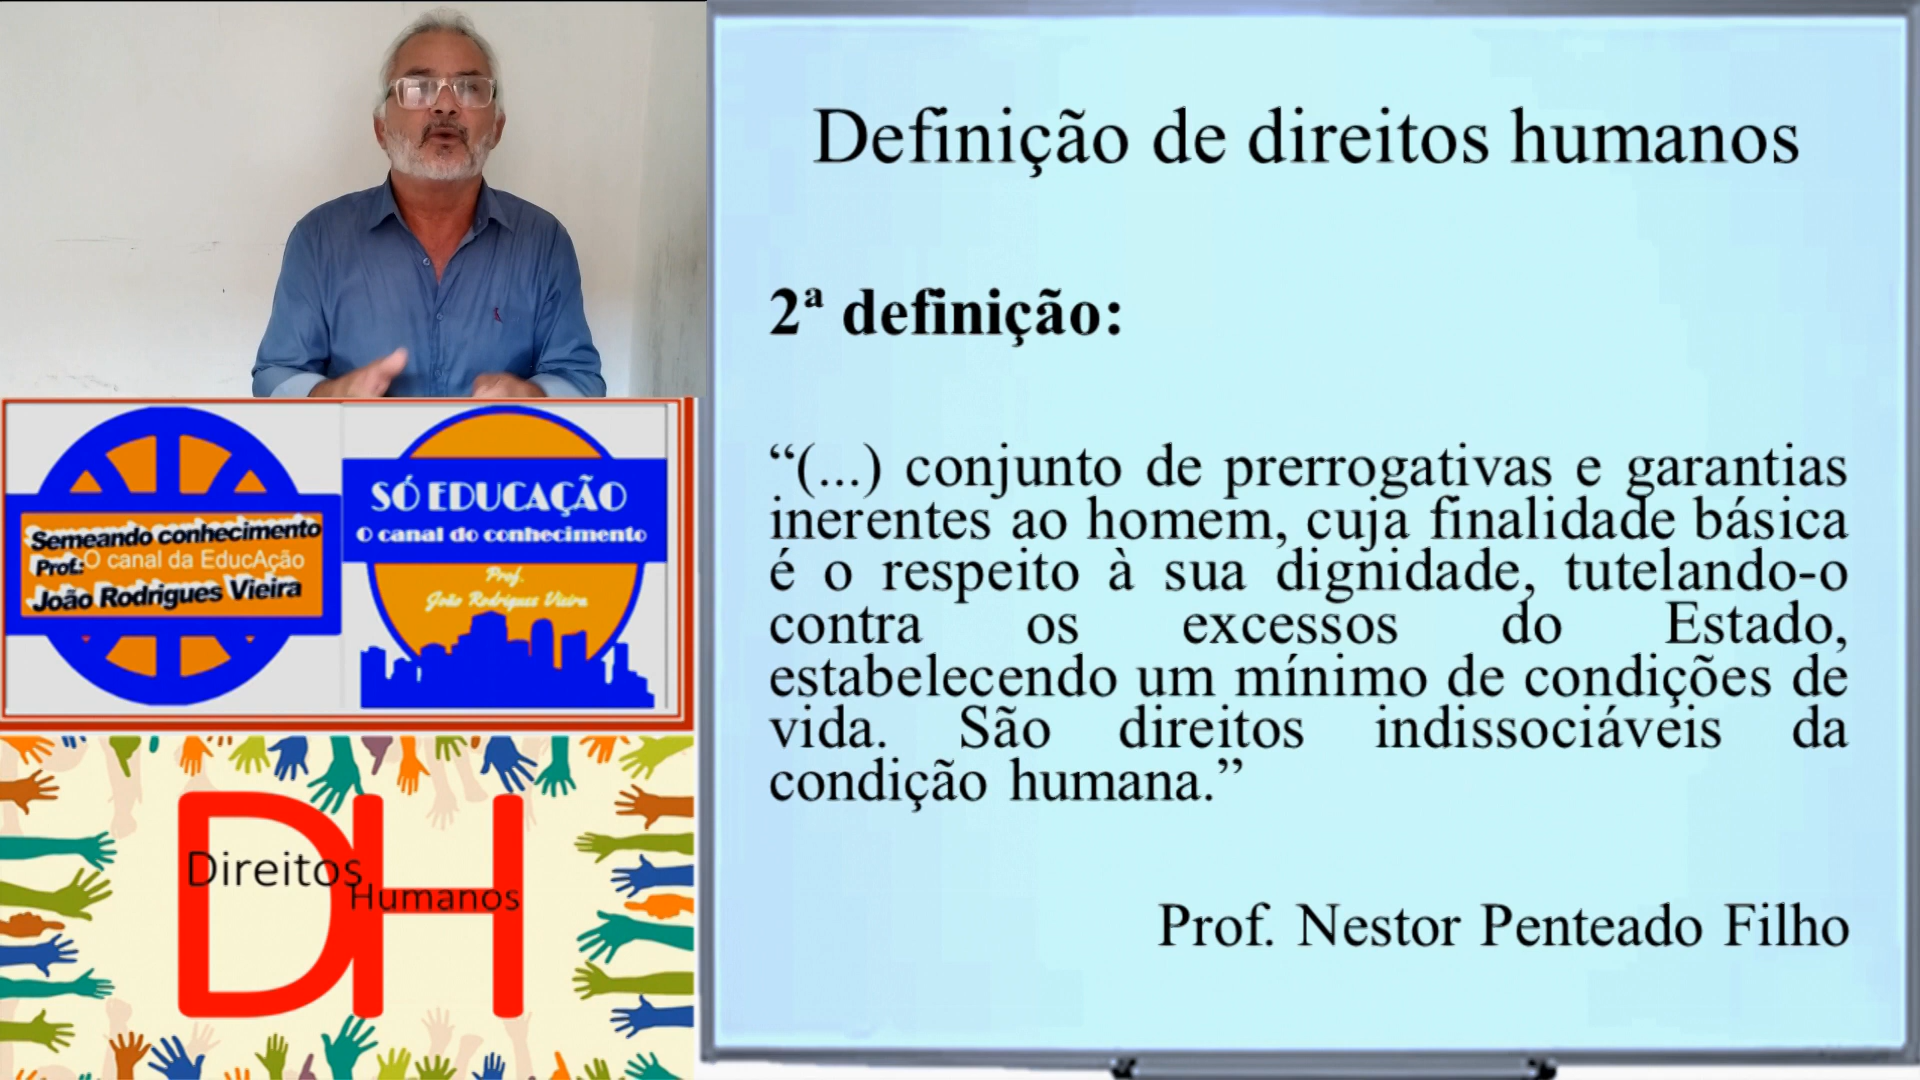 Definição de direitos humanos
2ª definição:
“(...) conjunto de prerrogativas e garantias
inerentes ao homem, cuja finalidade básica
é o respeito à sua dignidade, tutelando-o
contra os excessos do Estado,
estabelecendo um mínimo de condições de
vida. São direitos indissociáveis da
condição humana.”
Prof. Nestor Penteado Filho
Semeando conhecimento
O canal da EducAção
Prof.:
João Rodrigues Vieira
SÓ EDUCAÇÃO
O canal do conhecimento
Prof.
João Rodrigues Vieira
DH
Direitos
Humanos